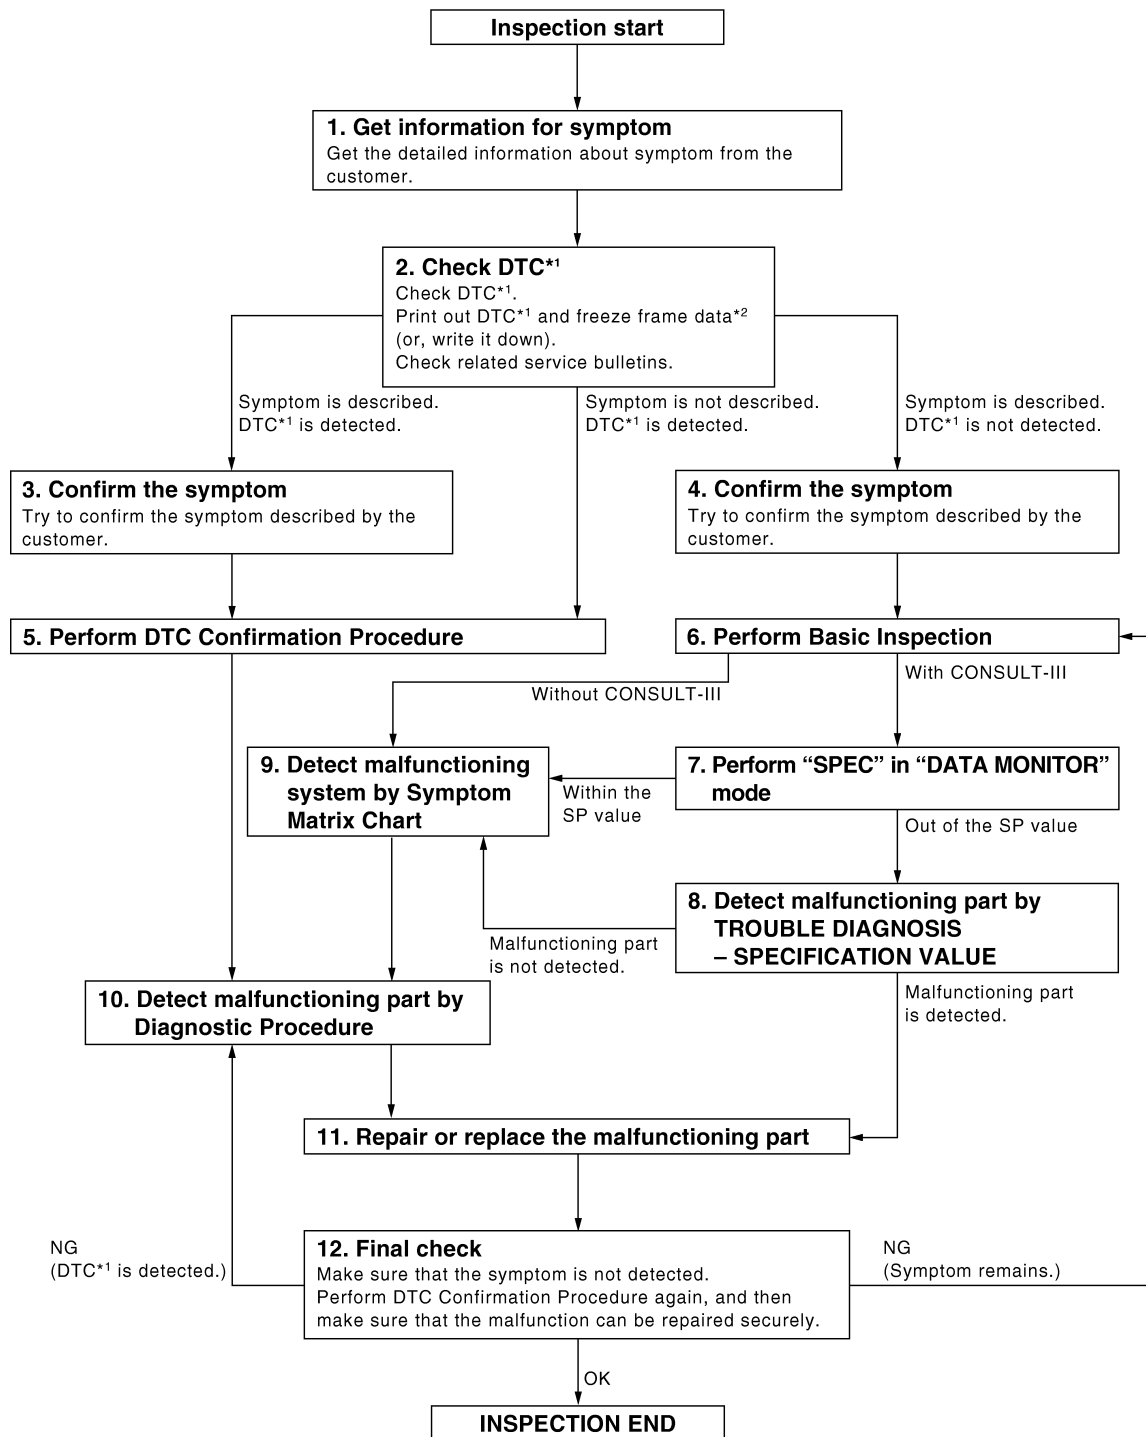 Inspection start
1. Get information for symptom
Get the detailed information about symptom from the
customer.
2. Check DTC*1
Check DTC*1.
Print out DTC*1 and freeze frame data*2
(or, write it down).
Check related service bulletins.
Symptom is described.
DTC*1 is detected.
Symptom is not described.
DTC*1 is detected.
Symptom is described.
DTC*1 is not detected.
3. Confirm the symptom
Try to confirm the symptom described by the
customer.
4. Confirm the symptom
Try to confirm the symptom described by the
customer.
5. Perform DTC Confirmation Procedure
6. Perform Basic Inspection
Without CONSULT-III
With CONSULT-III
9. Detect malfunctioning
system by Symptom
Matrix Chart
Within the
SP value
7. Perform “SPEC” in “DATA MONITOR”
mode
Out of the SP value
8. Detect malfunctioning part by
TROUBLE DIAGNOSIS
– SPECIFICATION VALUE
Malfunctioning part
is not detected.
Malfunctioning part
is detected.
10. Detect malfunctioning part by
Diagnostic Procedure
11. Repair or replace the malfunctioning part
NG
(DTC*1 is detected.)
12. Final check
Make sure that the symptom is not detected.
Perform DTC Confirmation Procedure again, and then
make sure that the malfunction can be repaired securely.
NG
(Symptom remains.)
OK
INSPECTION END